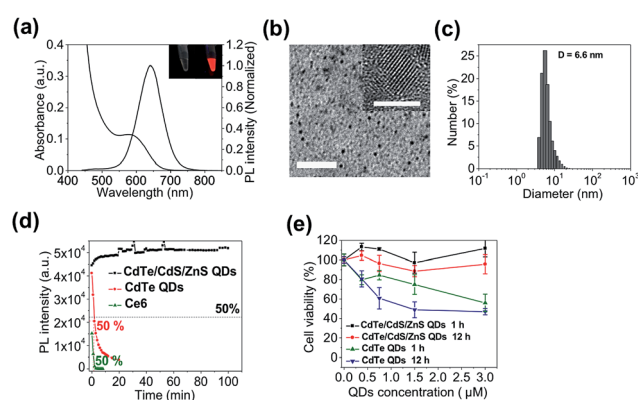 (a)
0.4
0.3
0.2
0.1
0.0
Absorbance (a.u.)
400 500 600 700 800
Wavelength (nm)
1.2
1.0
0.8
0.6
0.4
0.2
0.0
PL intensity (Normalized)
(b)
(c)
D = 6.6 nm
25
20
15
10
5
0
Number (%)
10⁻¹ 10⁰ 10¹ 10² 10³
Diameter (nm)
(d)
5x10⁴
4x10⁴
3x10⁴
2x10⁴
1x10⁴
0
PL intensity (a.u.)
CdTe/CdS/ZnS QDs
CdTe QDs
Ce6
50%
50 %
50 %
0 20 40 60 80 100
Time (min)
(e)
120
100
80
60
40
20
0
Cell viability (%)
CdTe/CdS/ZnS QDs 1 h
CdTe/CdS/ZnS QDs 12 h
CdTe QDs 1 h
CdTe QDs 12 h
0.0 0.5 1.0 1.5 2.0 2.5 3.0
QDs concentration ( μM)